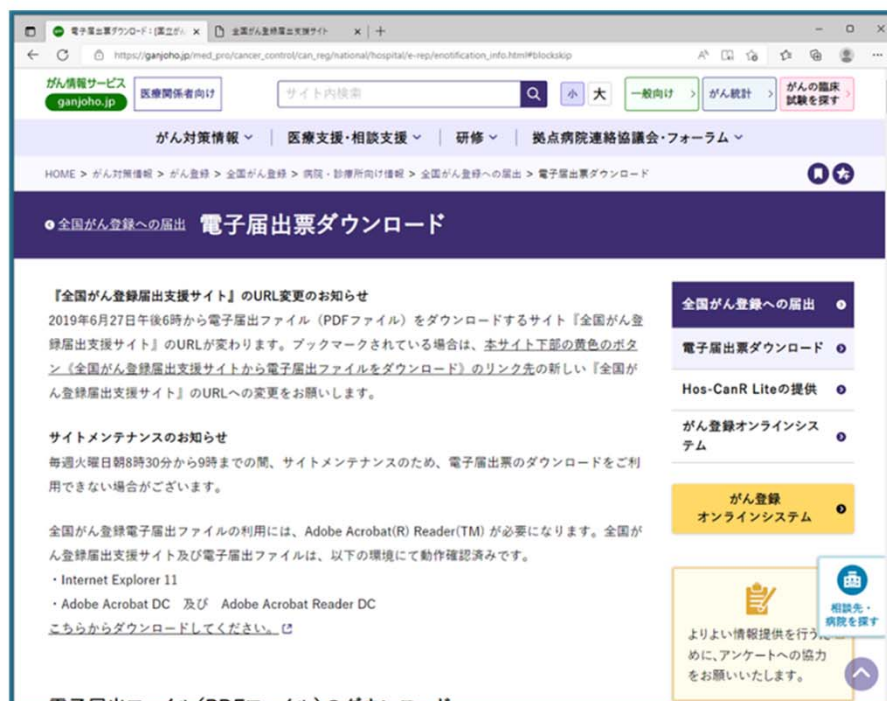 電子届出票ダウンロード:[国立がん
全国がん登録届出支援サイト
https://ganjoho.jp/med_pro/cancer_control/can_reg/national/hospital/e-rep/enotification_info.html#blockskip
がん情報サービス
ganjoho.jp
医療関係者向け
サイト内検索
小 大
一般向け
がん統計
がんの臨床
試験を探す
がん対策情報
医療支援・相談支援
研修
拠点病院連絡協議会・フォーラム
HOME > がん対策情報 > がん登録 > 全国がん登録 > 病院・診療所向け情報 > 全国がん登録への届出 > 電子届出票ダウンロード
全国がん登録への届出 電子届出票ダウンロード
『全国がん登録届出支援サイト』のURL変更のお知らせ
2019年6月27日午後6時から電子届出ファイル（PDFファイル）をダウンロードするサイト『全国がん登
録届出支援サイト』のURLが変わります。ブックマークされている場合は、本サイト下部の黄色のボタ
ン《全国がん登録届出支援サイトから電子届出ファイルをダウンロード》のリンク先の新しい『全国が
ん登録届出支援サイト』のURLへの変更をお願いします。
サイトメンテナンスのお知らせ
毎週火曜日朝8時30分から9時までの間、サイトメンテナンスのため、電子届出票のダウンロードをご利
用できない場合がございます。
全国がん登録電子届出ファイルの利用には、Adobe Acrobat(R) Reader(TM) が必要になります。全国が
ん登録届出支援サイト及び電子届出ファイルは、以下の環境にて動作確認済みです。
・Internet Explorer 11
・Adobe Acrobat DC 及び Adobe Acrobat Reader DC
こちらからダウンロードしてください。
電子届出ファイル（PDFファイル）のダウンロード
全国がん登録への届出
電子届出票ダウンロード
Hos-CanR Liteの提供
がん登録オンラインシス
テム
がん登録
オンラインシステム
相談先・
病院を探す
よりよい情報提供を行うた
めに、アンケートへの協力
をお願いいたします。